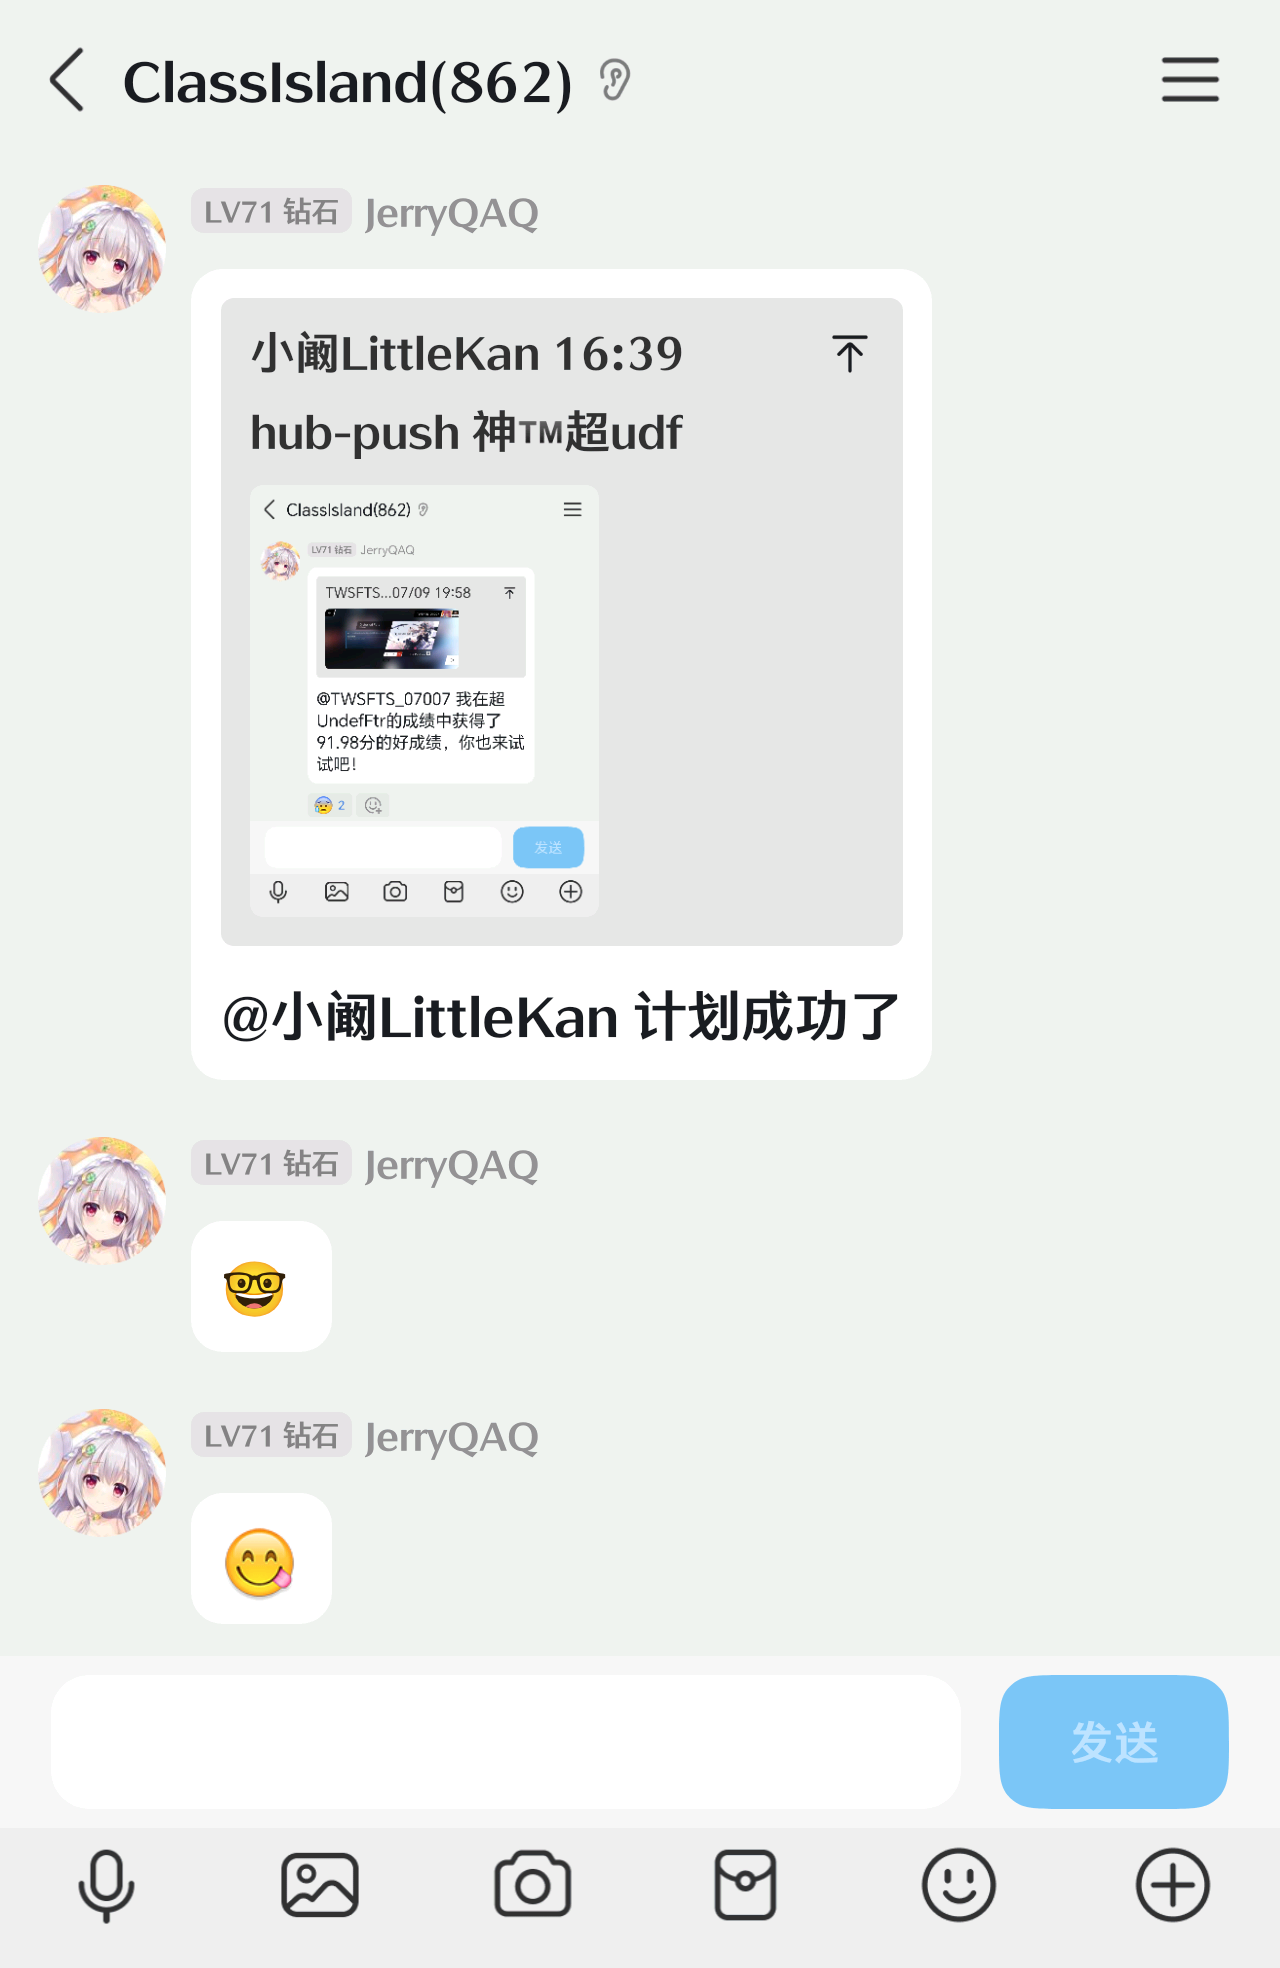 ClassIsland(862)
LV71 钻石 JerryQAQ
小阚LittleKan 16:39
hub-push 神™超udf
ClassIsland(862)
LV71 钻石 JerryQAQ
TWSFTS...07/09 19:58
@TWSFTS_07007 我在超
UndefFtr的成绩中获得了
91.98分的好成绩，你也来试
试吧！
2
发送
@小阚LittleKan 计划成功了
LV71 钻石 JerryQAQ
LV71 钻石 JerryQAQ
发送